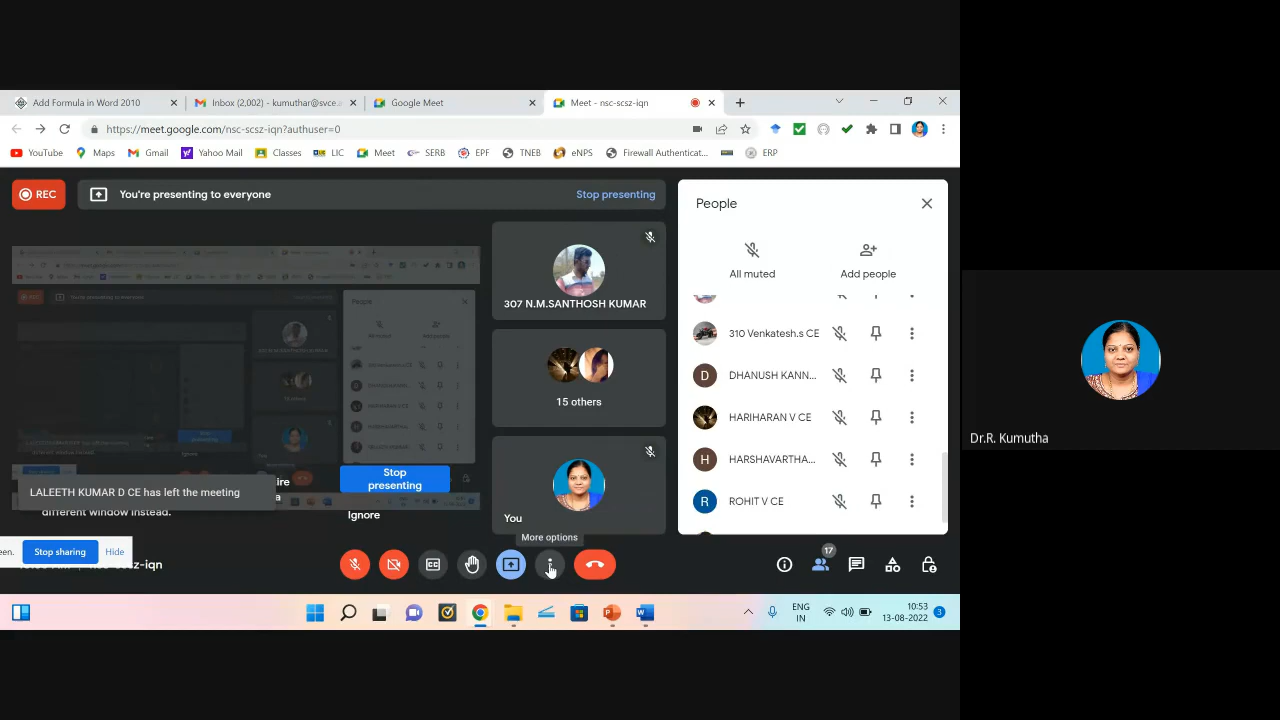 Add Formula in Word 2010
Inbox (2,002) - kumuthar@svce.
Google Meet
Meet - nsc-scsz-iqn
https://meet.google.com/nsc-scsz-iqn?authuser=0
YouTube
Maps
Gmail
Yahoo Mail
Classes
LIC
Meet
SERB
EPF
TNEB
eNPS
Firewall Authenticat...
ERP
REC
You're presenting to everyone
Stop presenting
People
All muted
Add people
307 N.M.SANTHOSH KUMAR
15 others
You
310 Venkatesh.s CE
D
DHANUSH KANN...
HARIHARAN V CE
H
HARSHAVARTHA...
R
ROHIT V CE
LALEETH KUMAR D CE has left the meeting
different window instead.
Stop presenting
Ignore
Stop sharing
Hide
More options
17
ENG
IN
10:53
13-08-2022
3
Dr.R. Kumutha